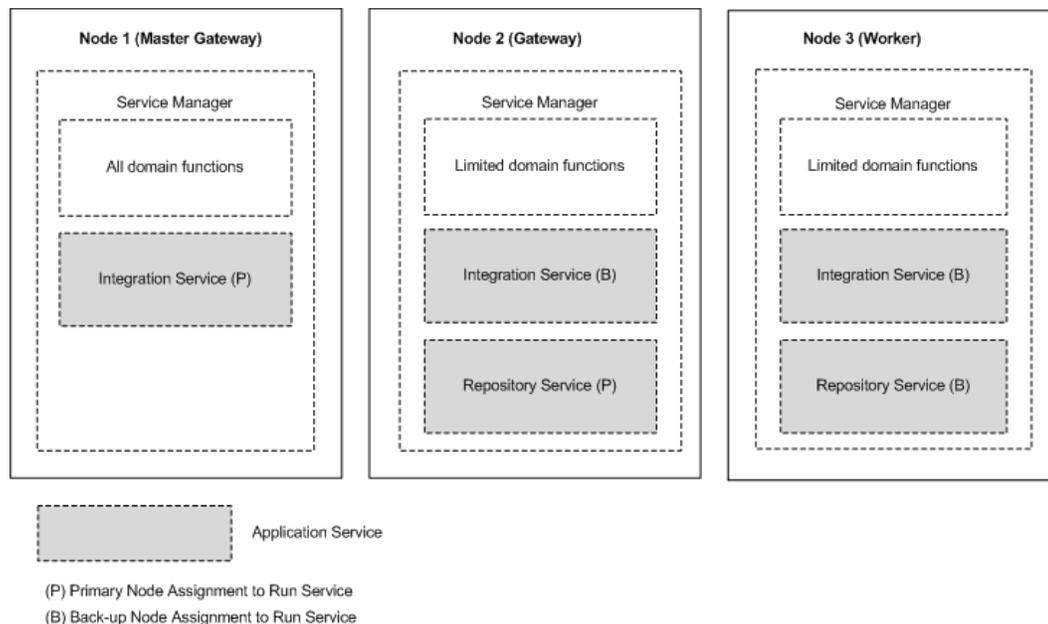 Node 1 (Master Gateway)
Service Manager
All domain functions
Integration Service (P)
Node 2 (Gateway)
Service Manager
Limited domain functions
Integration Service (B)
Repository Service (P)
Node 3 (Worker)
Service Manager
Limited domain functions
Integration Service (B)
Repository Service (B)
Application Service
(P) Primary Node Assignment to Run Service
(B) Back-up Node Assignment to Run Service